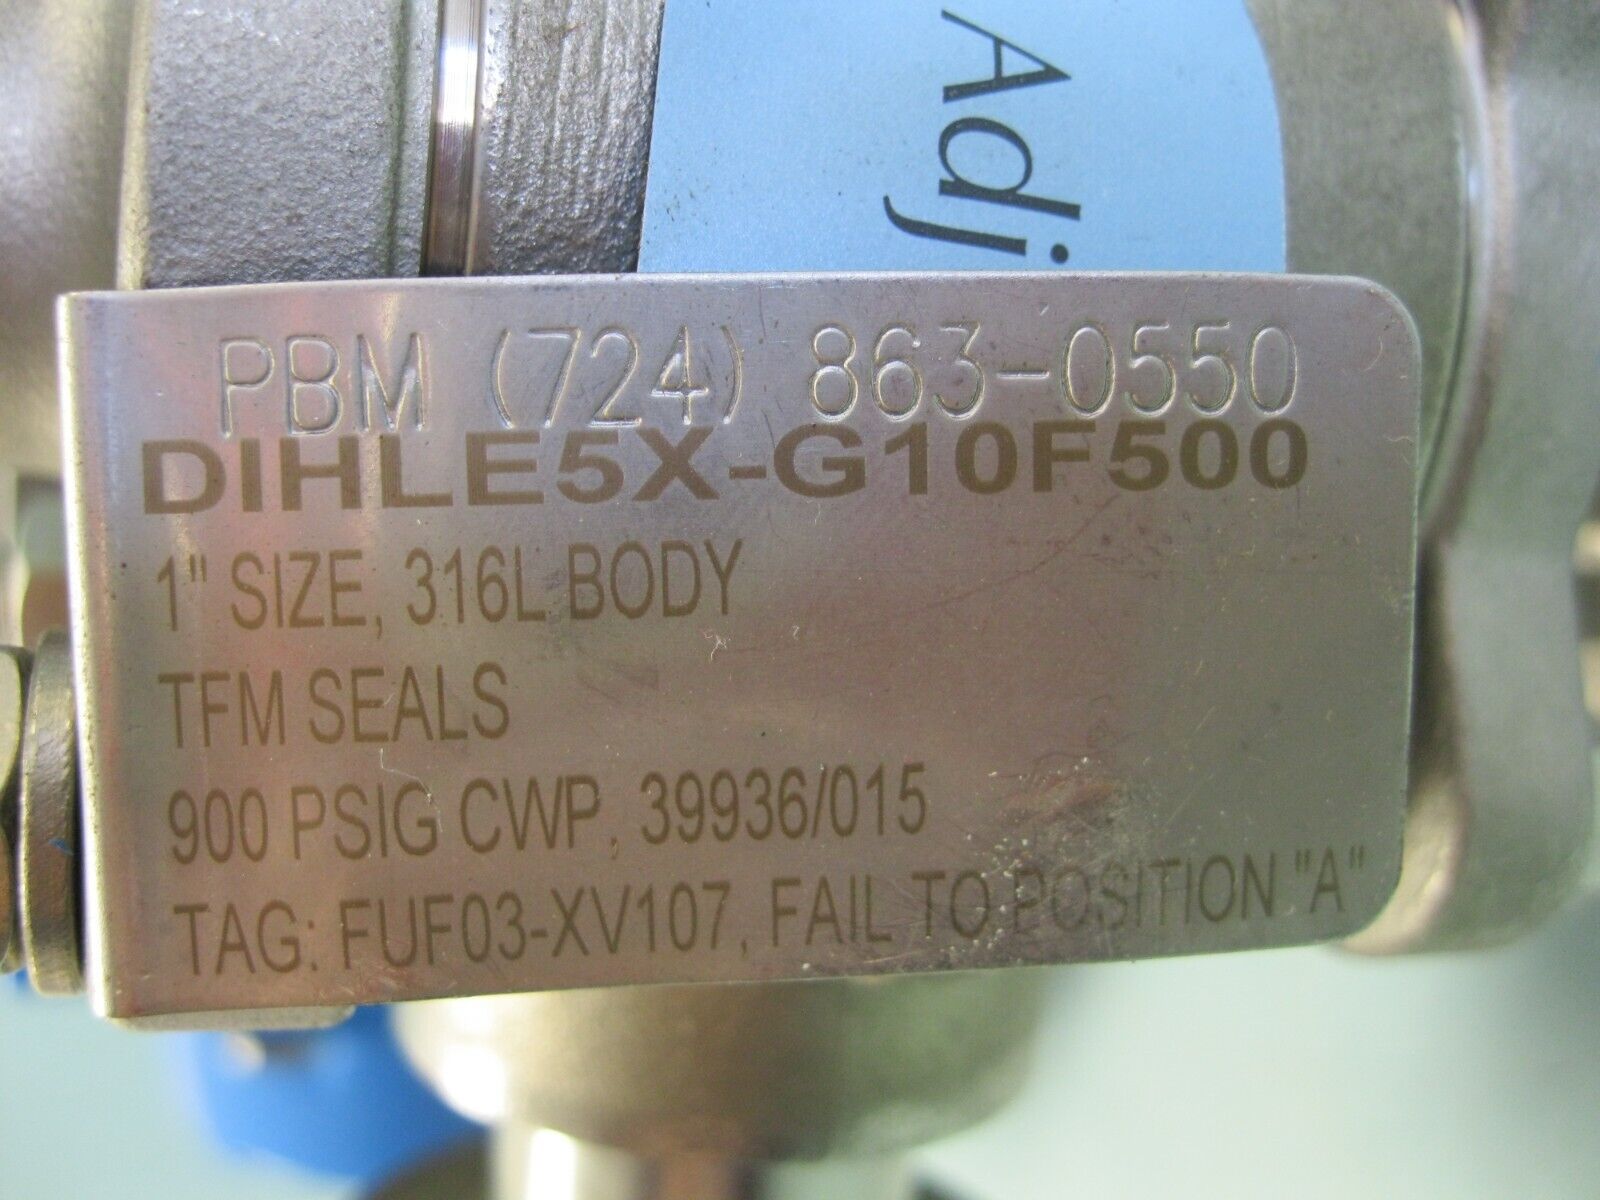 Adj
PBM (724) 863-0550
DIHLE5X-G10F500
1" SIZE, 316L BODY
TFM SEALS
900 PSIG CWP, 39936/015
TAG: FUF03-XV107, FAIL TO POSITION "A"